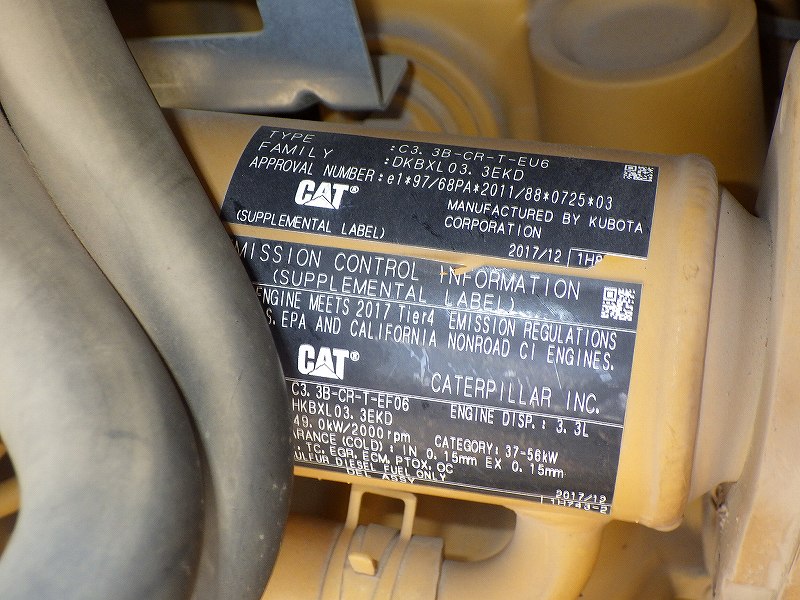 TYPE :C3.3B-CR-T-EU6
FAMILY :DKBXL03.3EKD
APPROVAL NUMBER:e1*97/68PA*2011/88*0725*03
CAT®
MANUFACTURED BY KUBOTA
CORPORATION
(SUPPLEMENTAL LABEL)
2017/12
MISSION CONTROL INFORMATION
(SUPPLEMENTAL LABEL)
ENGINE MEETS 2017 Tier4 EMISSION REGULATIONS
S. EPA AND CALIFORNIA NONROAD CI ENGINES.
CAT®
CATERPILLAR INC.
C3.3B-CR-T-EF06
ENGINE DISP.: 3.3L
HKBXL03.3EKD
49.0kW/2000rpm
CATEGORY: 37-56kW
ARANCE (COLD): IN 0.15mm EX 0.15mm
: TC, EGR, ECM, PTOX, OC
ULFUR DIESEL FUEL ONLY
DEL ASSY
2017/12
1H743-2